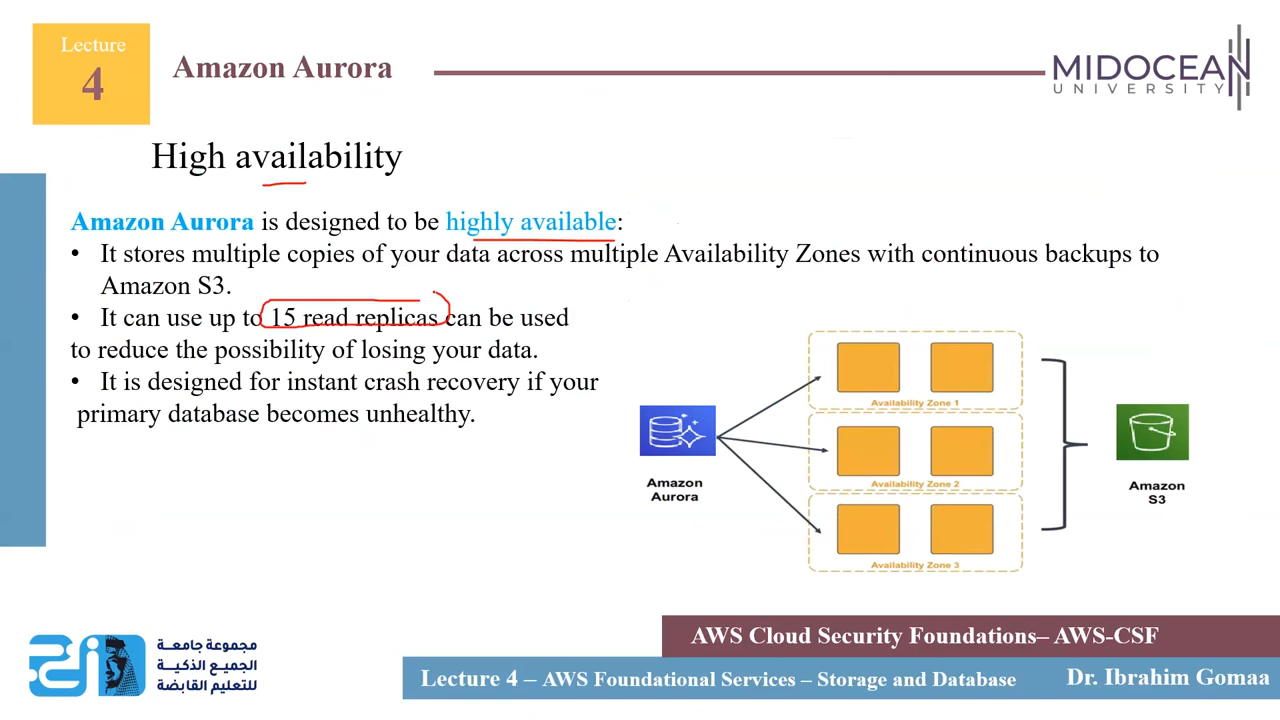 Lecture
4
Amazon Aurora
MIDOCEAN
UNIVERSITY
High availability
Amazon Aurora is designed to be highly available:
• It stores multiple copies of your data across multiple Availability Zones with continuous backups to
Amazon S3.
• It can use up to 15 read replicas can be used
to reduce the possibility of losing your data.
• It is designed for instant crash recovery if your
primary database becomes unhealthy.
Amazon
Aurora
Availability Zone 1
Availability Zone 2
Availability Zone 3
Amazon
S3
مجموعة جامعة
الجميع الذكية
للتعليم القابضة
AWS Cloud Security Foundations– AWS-CSF
Lecture 4 – AWS Foundational Services – Storage and Database
Dr. Ibrahim Gomaa